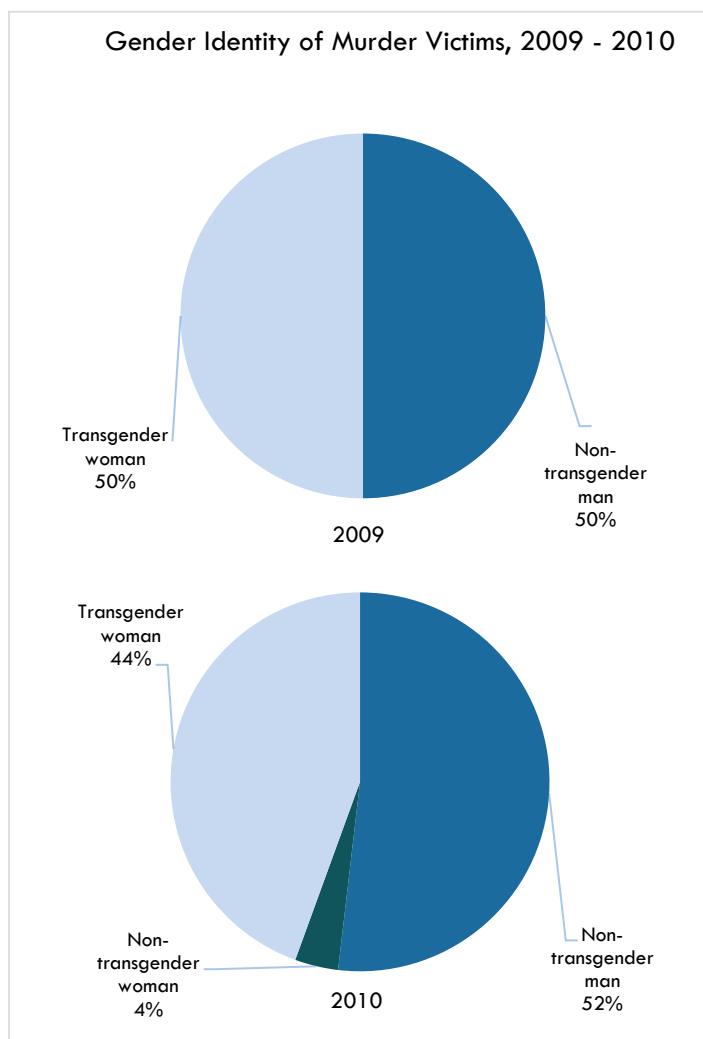 Gender Identity of Murder Victims, 2009 - 2010
Transgender
woman
50%
Non-
transgender
man
50%
2009
Transgender
woman
44%
Non-
transgender
woman
4%
Non-
transgender
man
52%
2010